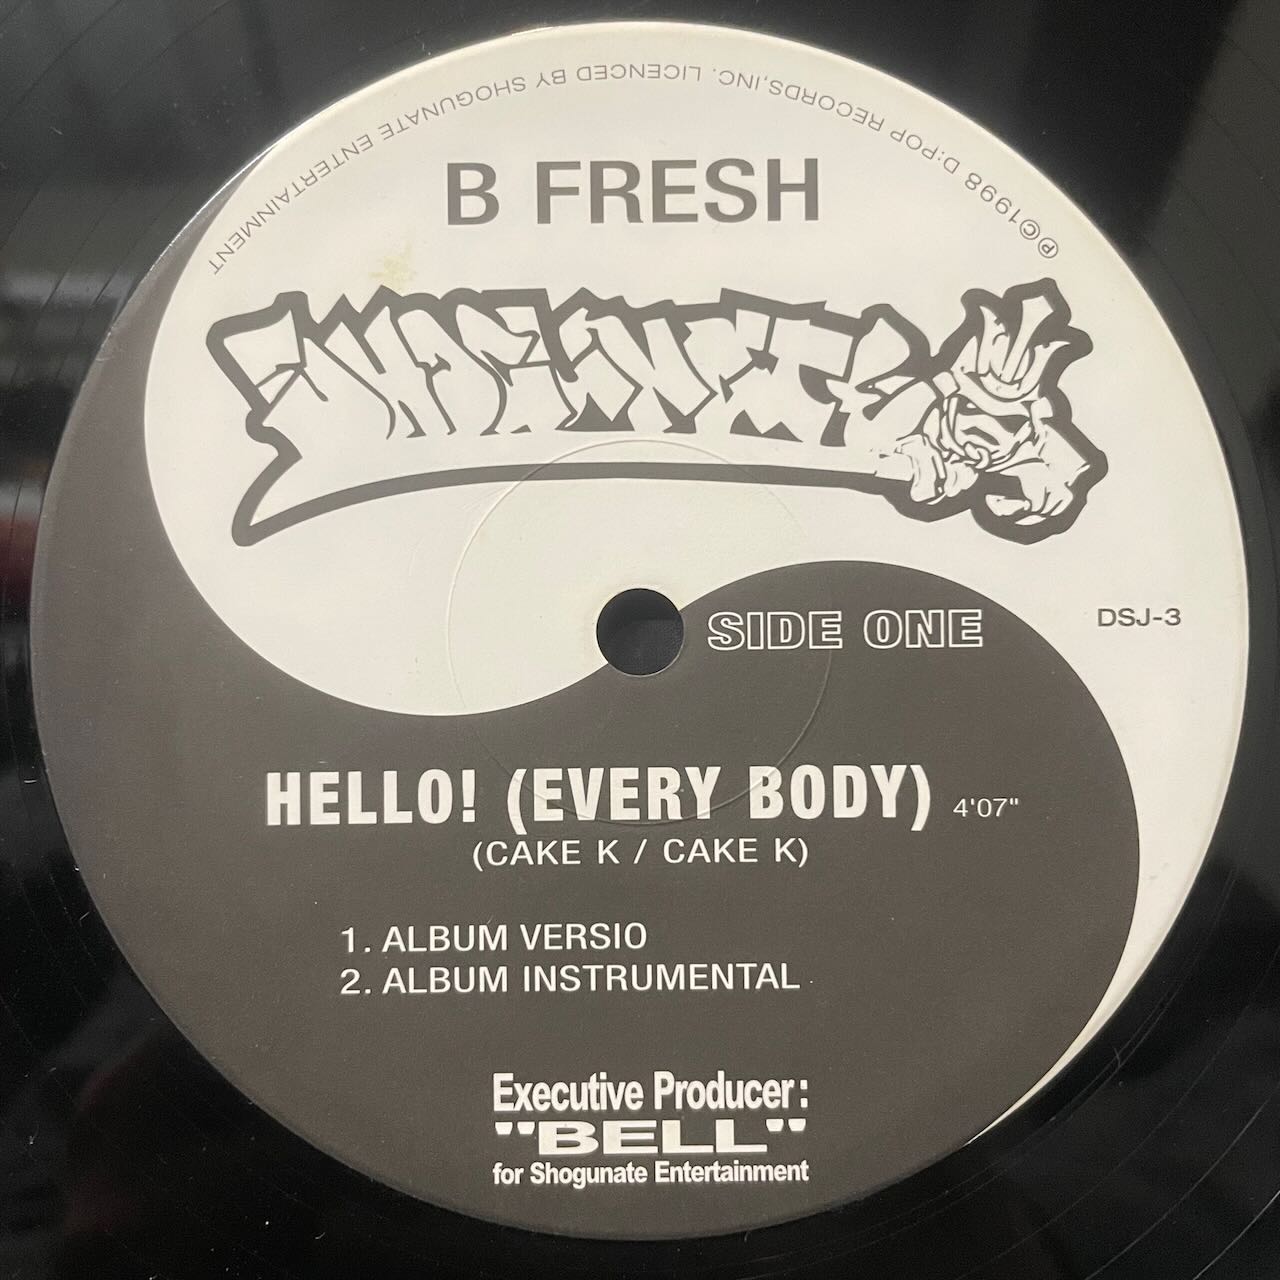 ℗©1998 D:POP RECORDS,INC. LICENCED BY SHOGUNATE ENTERTAINMENT
B FRESH
SHOGUNATE
SIDE ONE
DSJ-3
HELLO! (EVERY BODY) 4'07"
(CAKE K / CAKE K)
1. ALBUM VERSIO
2. ALBUM INSTRUMENTAL
Executive Producer:
"BELL"
for Shogunate Entertainment